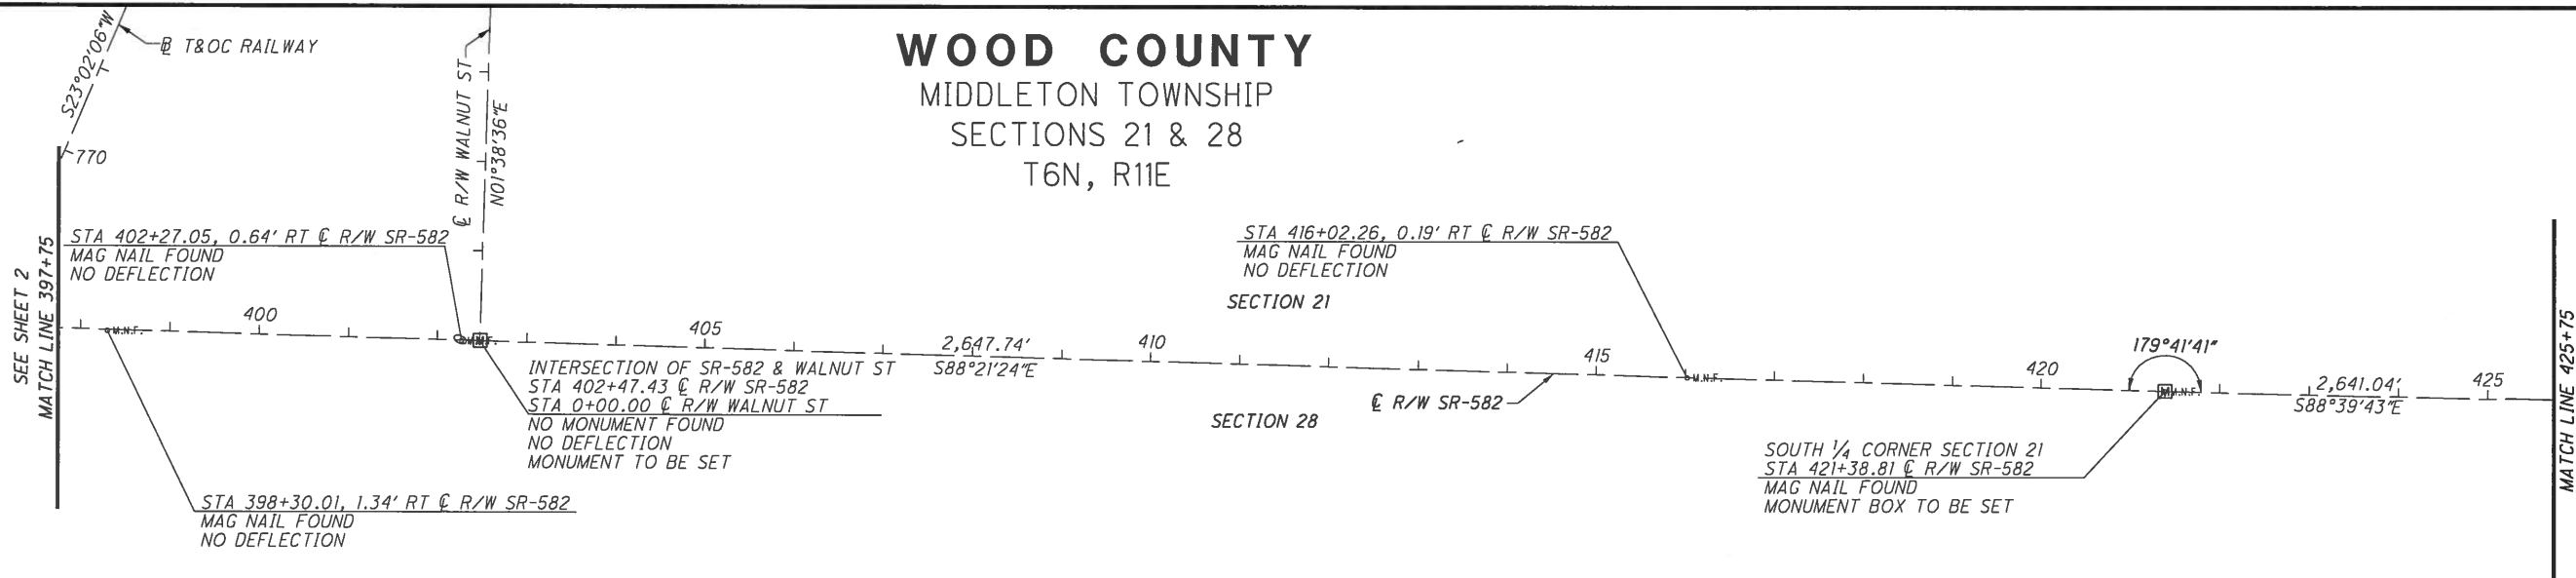 S23°02'06"W
℄ T&OC RAILWAY
770
℄ R/W WALNUT ST
N01°38'36"E
WOOD COUNTY
MIDDLETON TOWNSHIP
SECTIONS 21 & 28
T6N, R11E
SEE SHEET 2
MATCH LINE 397+75
STA 402+27.05, 0.64' RT ℄ R/W SR-582
MAG NAIL FOUND
NO DEFLECTION
STA 416+02.26, 0.19' RT ℄ R/W SR-582
MAG NAIL FOUND
NO DEFLECTION
SECTION 21
M.N.F.
400
405
2,647.74'
S88°21'24"E
410
415
M.N.F.
420
179°41'41"
M.N.F.
2,641.04'
S88°39'43"E
425
MATCH LINE 425+75
INTERSECTION OF SR-582 & WALNUT ST
STA 402+47.43 ℄ R/W SR-582
STA 0+00.00 ℄ R/W WALNUT ST
NO MONUMENT FOUND
NO DEFLECTION
MONUMENT TO BE SET
℄ R/W SR-582
SECTION 28
SOUTH 1/4 CORNER SECTION 21
STA 421+38.81 ℄ R/W SR-582
MAG NAIL FOUND
MONUMENT BOX TO BE SET
STA 398+30.01, 1.34' RT ℄ R/W SR-582
MAG NAIL FOUND
NO DEFLECTION